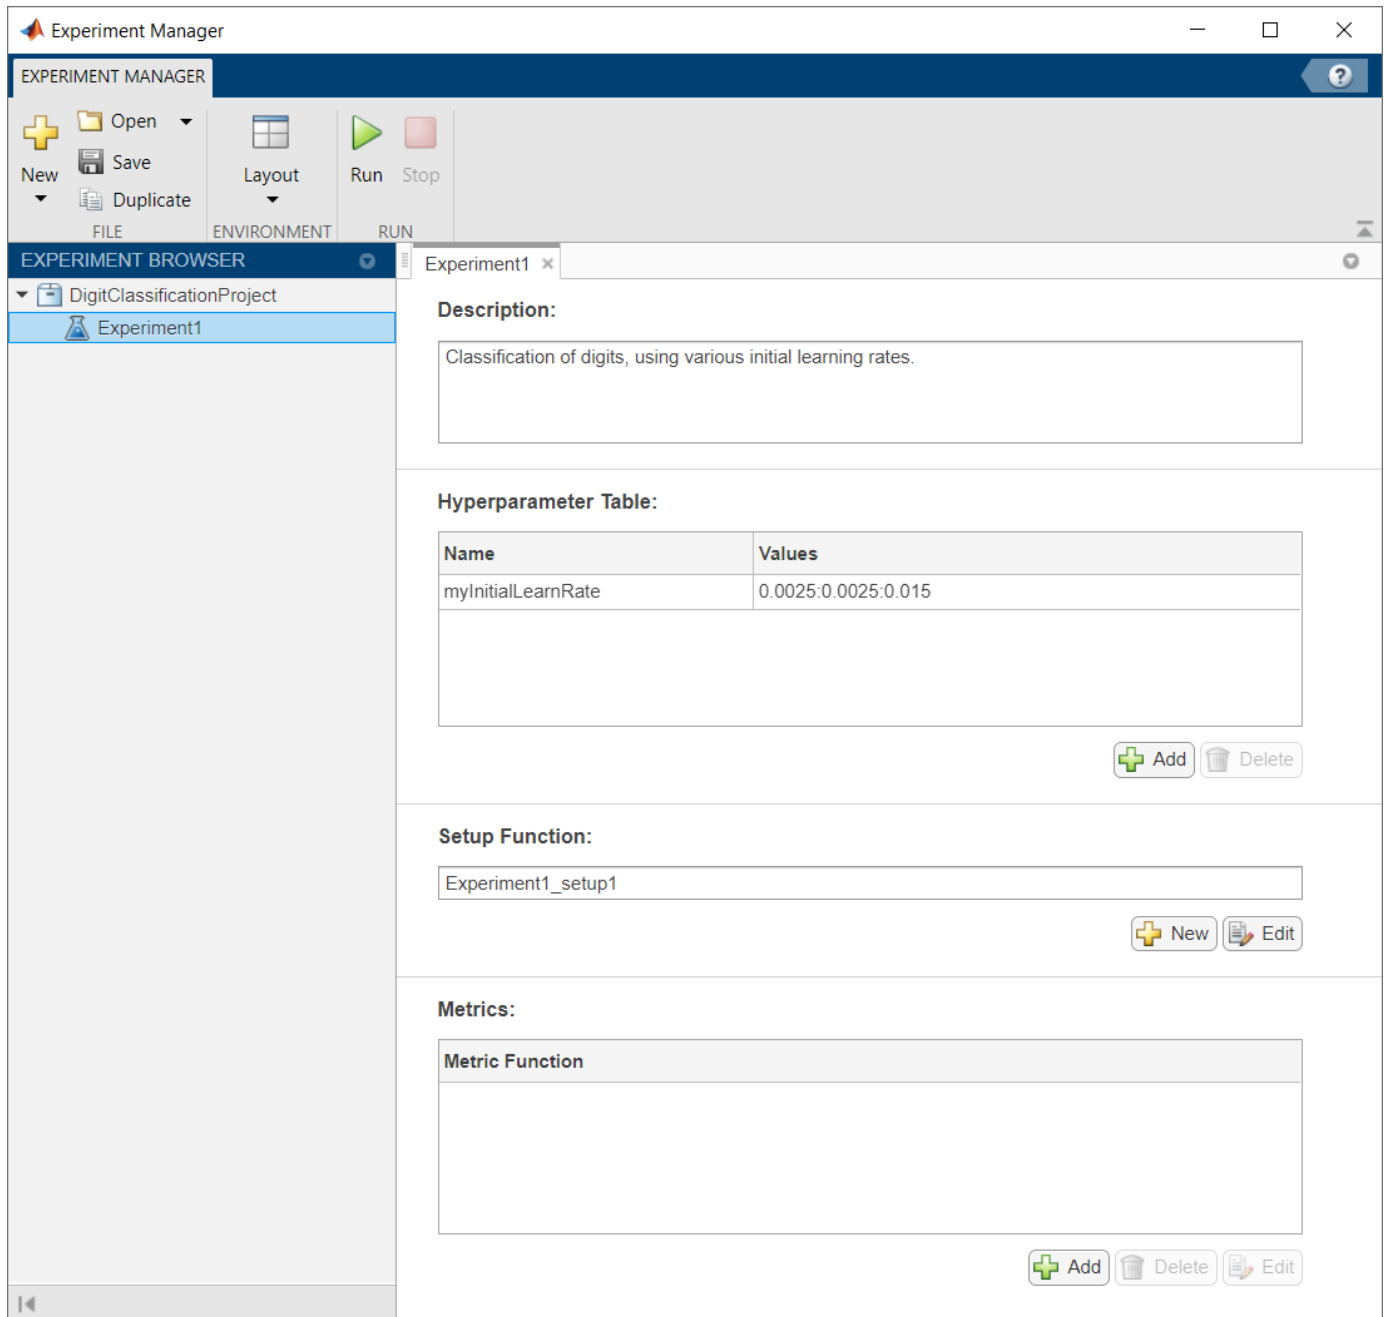 Experiment Manager
EXPERIMENT MANAGER
?
New
Open
Save
Duplicate
FILE
Layout
ENVIRONMENT
Run
Stop
RUN
EXPERIMENT BROWSER
DigitClassificationProject
Experiment1
Experiment1
Description:
Classification of digits, using various initial learning rates.
Hyperparameter Table:
Name Values
myInitialLearnRate 0.0025:0.0025:0.015
Add Delete
Setup Function:
Experiment1_setup1
New Edit
Metrics:
Metric Function
Add Delete Edit